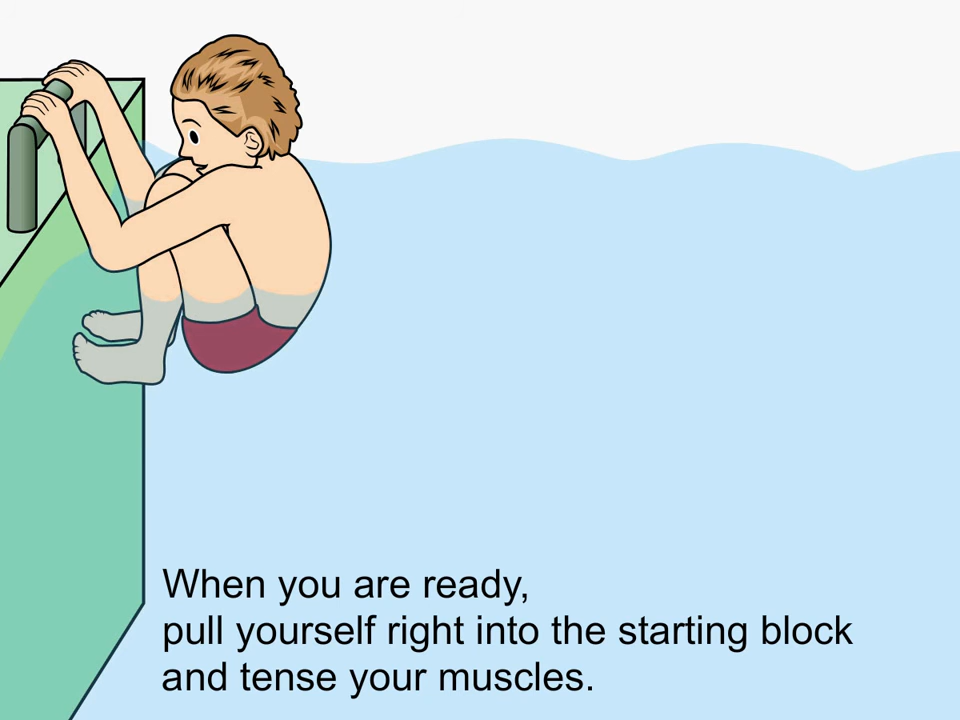 When you are ready,
pull yourself right into the starting block
and tense your muscles.